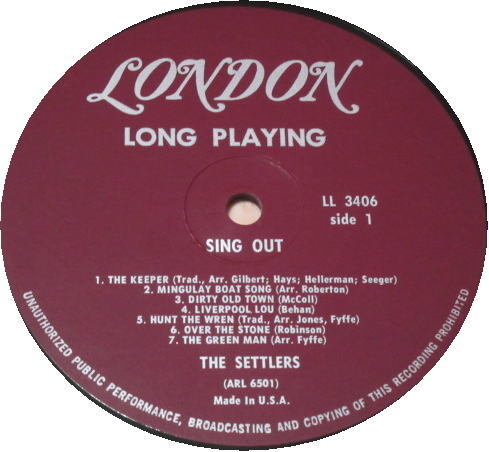 LONDON
LONG PLAYING
LL 3406
side 1
SING OUT
1. THE KEEPER (Trad., Arr. Gilbert; Hays; Hellerman; Seeger)
2. MINGULAY BOAT SONG (Arr. Roberton)
3. DIRTY OLD TOWN (McColl)
4. LIVERPOOL LOU (Behan)
5. HUNT THE WREN (Trad., Arr. Jones, Fyffe)
6. OVER THE STONE (Robinson)
7. THE GREEN MAN (Arr. Fyffe)
THE SETTLERS
(ARL 6501)
Made In U.S.A.
UNAUTHORIZED PUBLIC PERFORMANCE, BROADCASTING AND COPYING OF THIS RECORDING PROHIBITED